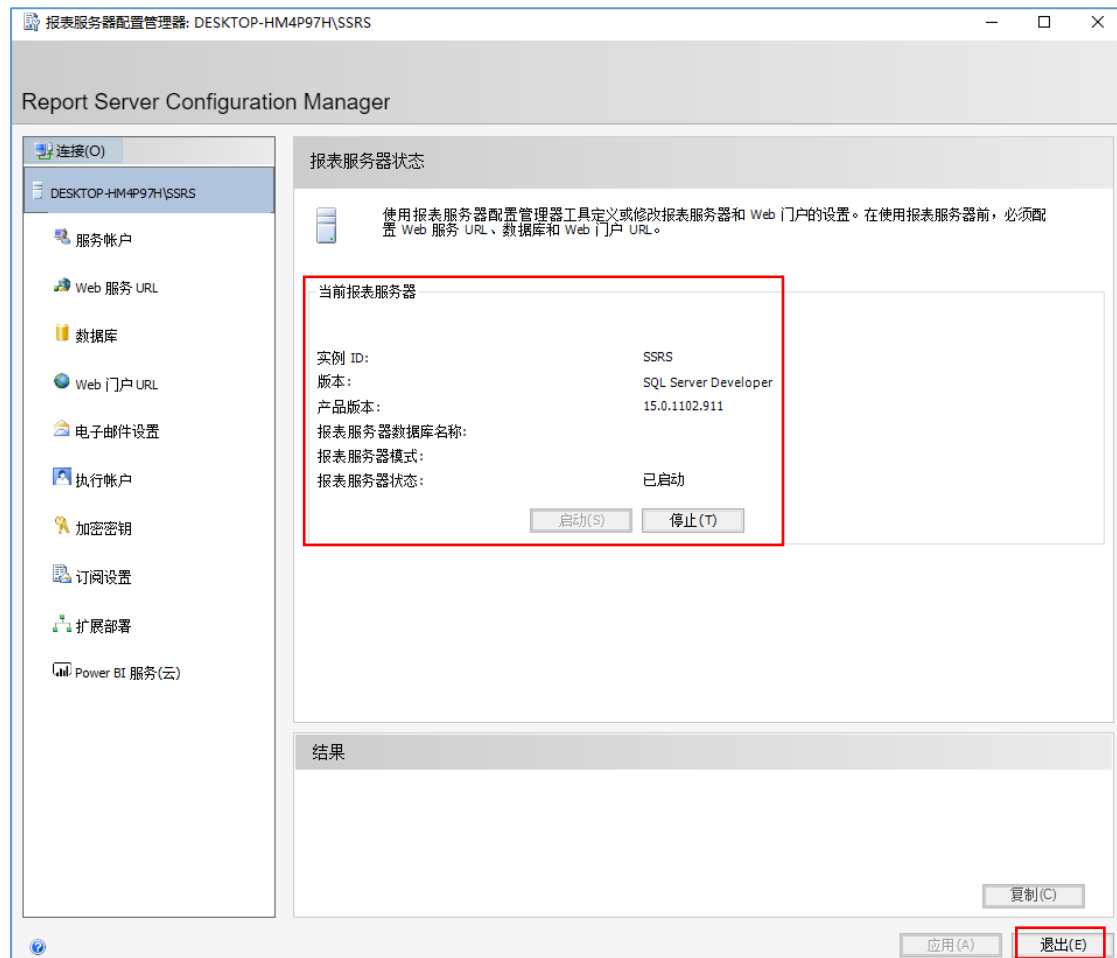 报表服务器配置管理器: DESKTOP-HM4P97H\SSRS
Report Server Configuration Manager
连接(O)
DESKTOP-HM4P97H\SSRS
服务帐户
Web 服务 URL
数据库
Web 门户 URL
电子邮件设置
执行帐户
加密密钥
订阅设置
扩展部署
Power BI 服务(云)
报表服务器状态
使用报表服务器配置管理器工具定义或修改报表服务器和 Web 门户的设置。在使用报表服务器前，必须配
置 Web 服务 URL、数据库和 Web 门户 URL。
当前报表服务器
实例 ID: SSRS
版本: SQL Server Developer
产品版本: 15.0.1102.911
报表服务器数据库名称:
报表服务器模式:
报表服务器状态: 已启动
启动(S) 停止(T)
结果
复制(C)
应用(A) 退出(E)